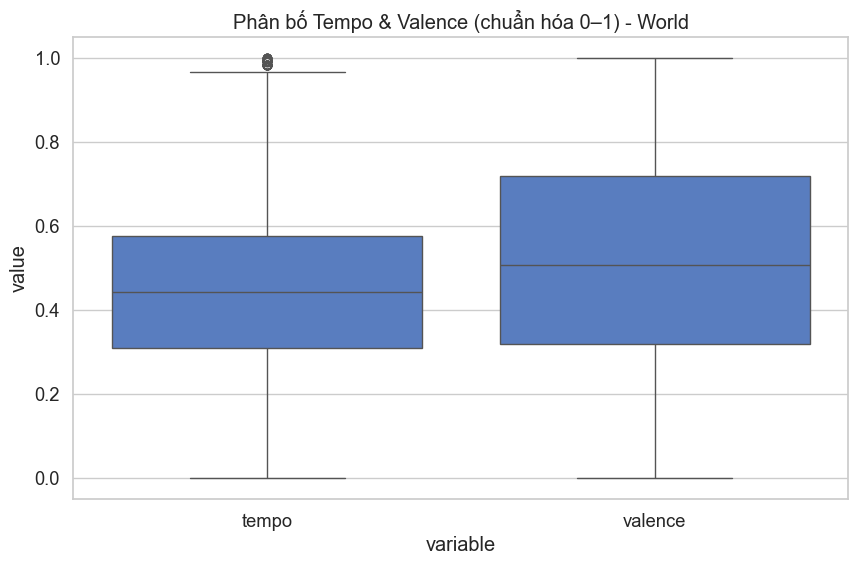 Phân bố Tempo & Valence (chuẩn hóa 0–1) - World
1.0
0.8
0.6
0.4
0.2
0.0
value
tempo
valence
variable